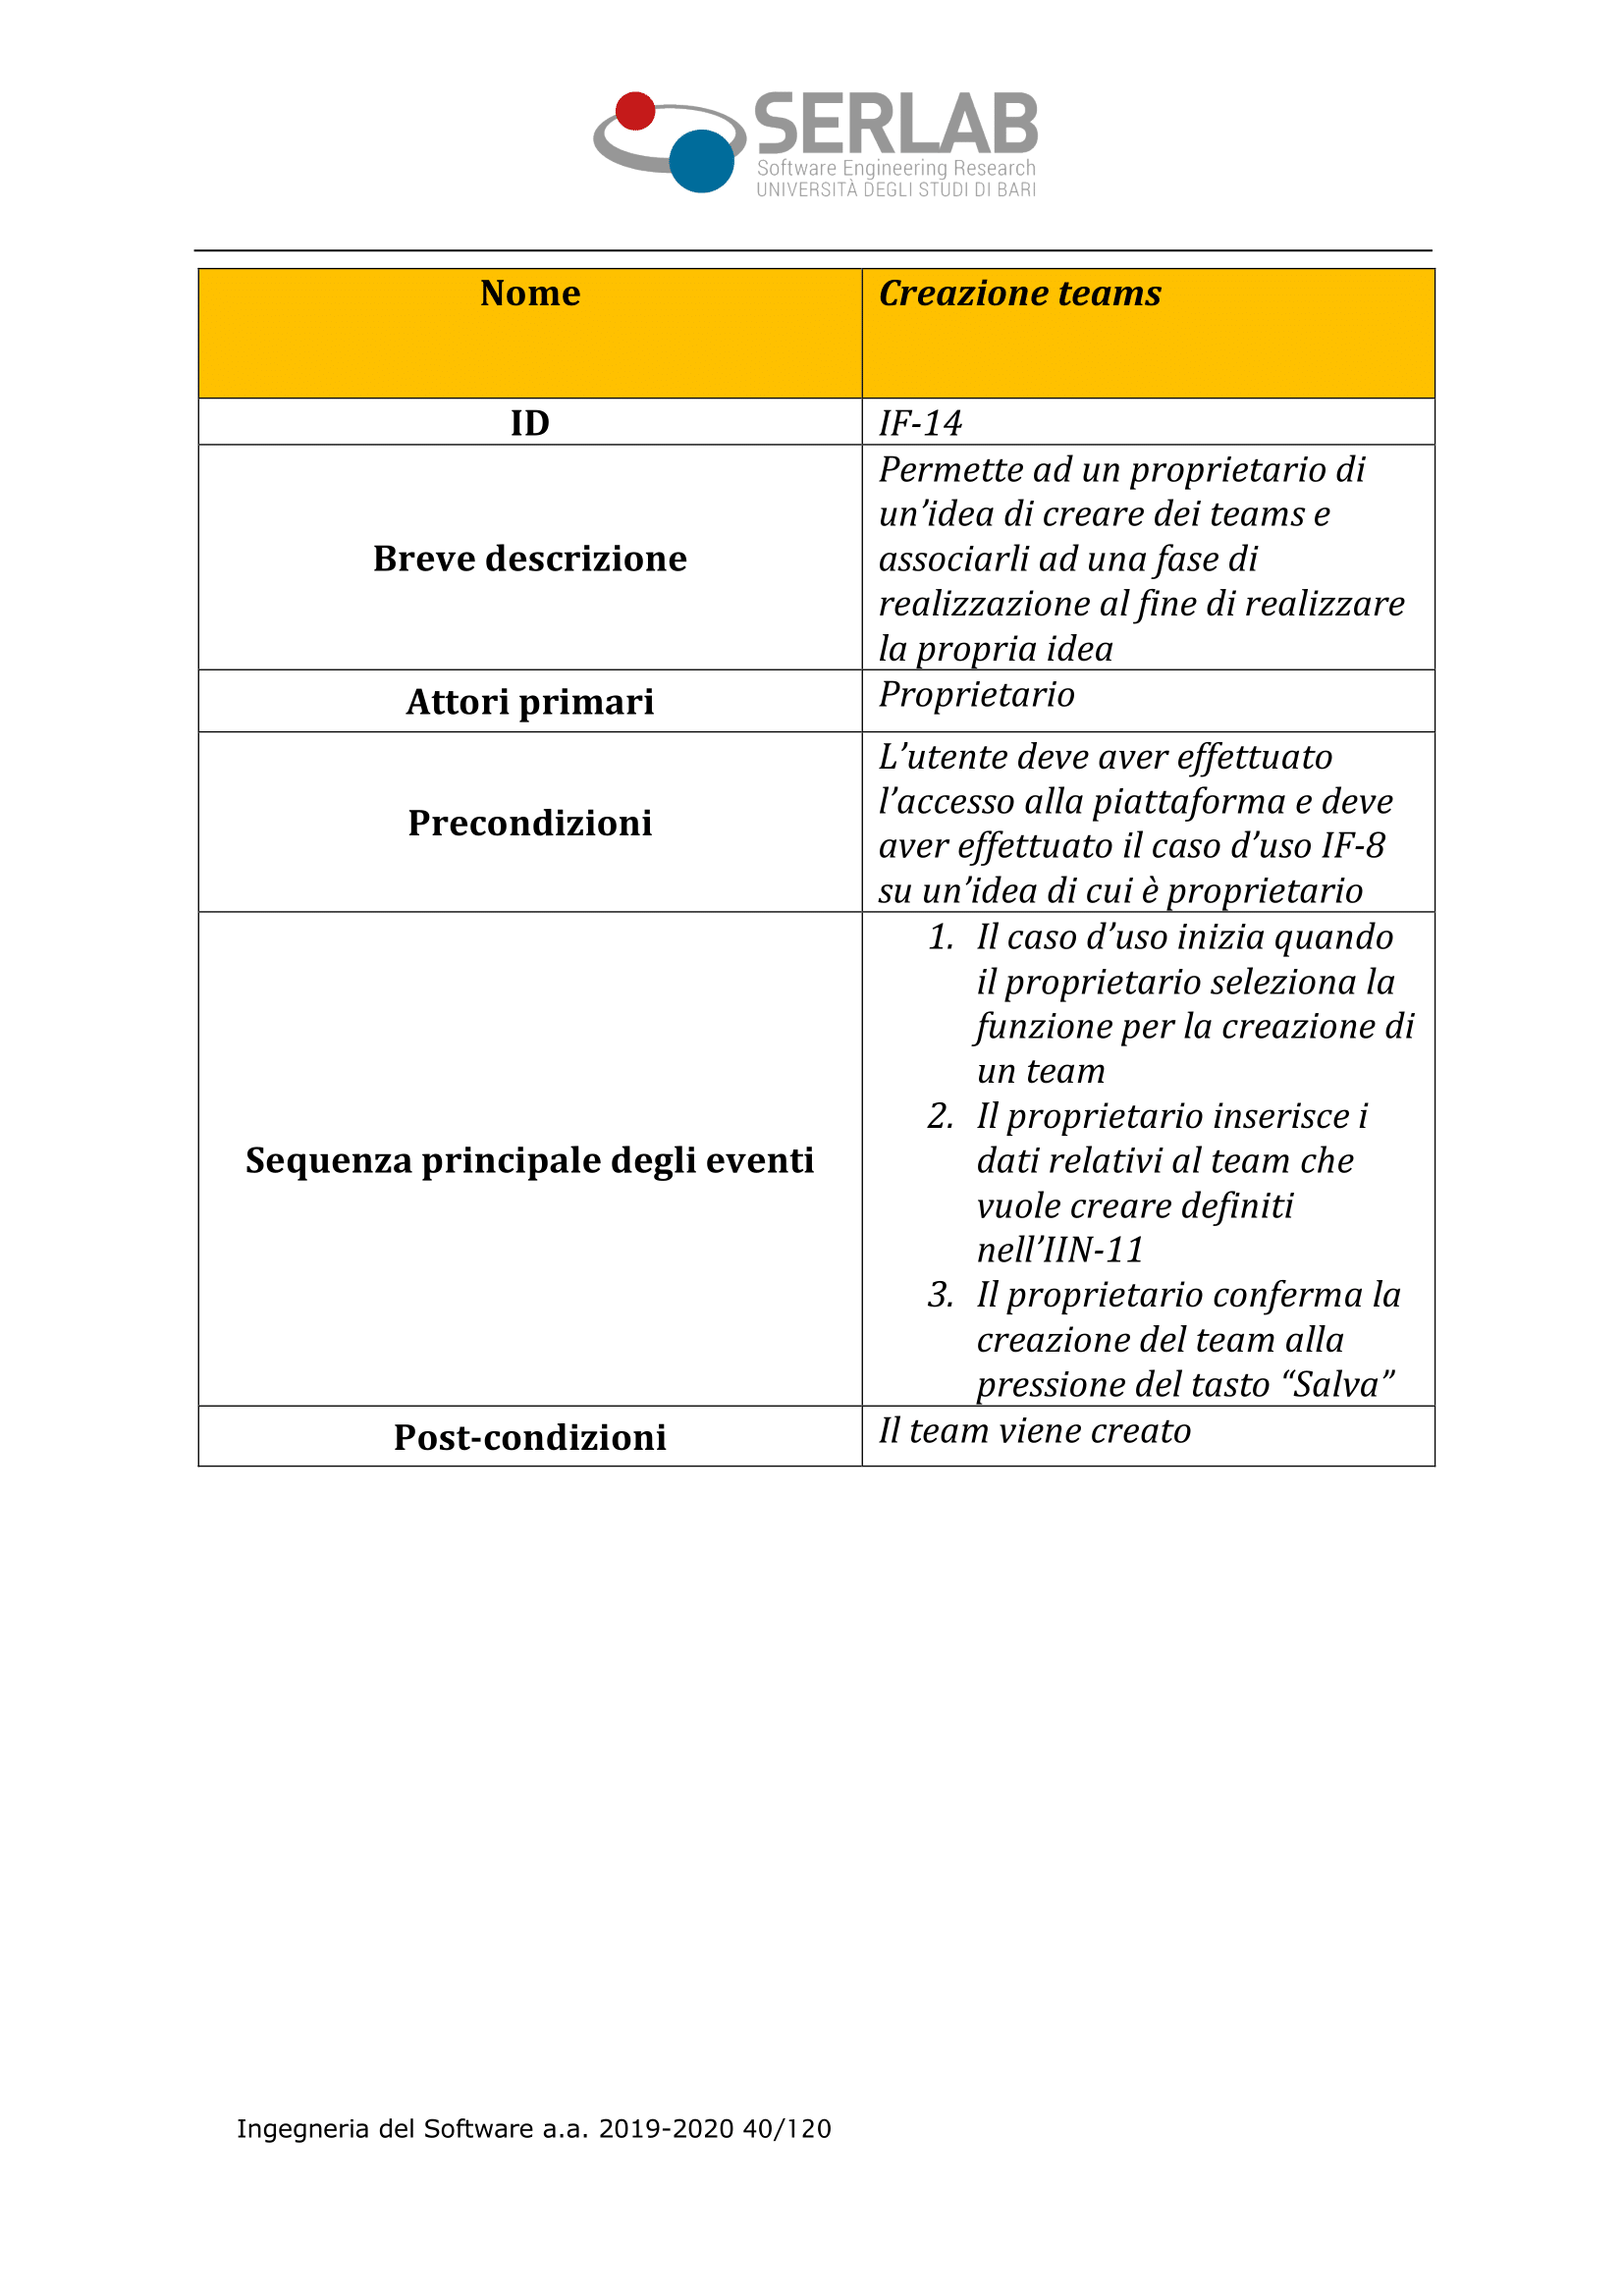 SERLAB
Software Engineering Research
UNIVERSITÀ DEGLI STUDI DI BARI
Nome
Creazione teams
ID
IF-14
Breve descrizione
Permette ad un proprietario di
un’idea di creare dei teams e
associarli ad una fase di
realizzazione al fine di realizzare
la propria idea
Attori primari
Proprietario
Precondizioni
L’utente deve aver effettuato
l’accesso alla piattaforma e deve
aver effettuato il caso d’uso IF-8
su un’idea di cui è proprietario
Sequenza principale degli eventi
1. Il caso d’uso inizia quando
il proprietario seleziona la
funzione per la creazione di
un team
2. Il proprietario inserisce i
dati relativi al team che
vuole creare definiti
nell’IIN-11
3. Il proprietario conferma la
creazione del team alla
pressione del tasto “Salva”
Post-condizioni
Il team viene creato
Ingegneria del Software a.a. 2019-2020 40/120